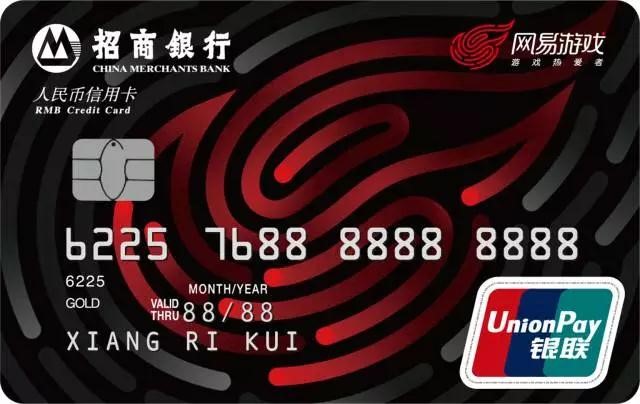 招商銀行
CHINA MERCHANTS BANK
人民币信用卡
RMB Credit Card
网易游戏
游戏热爱者
6225 7688 8888 8888
6225
MONTH/YEAR
GOLD
VALID THRU 88/88
XIANG RI KUI
UnionPay
银联